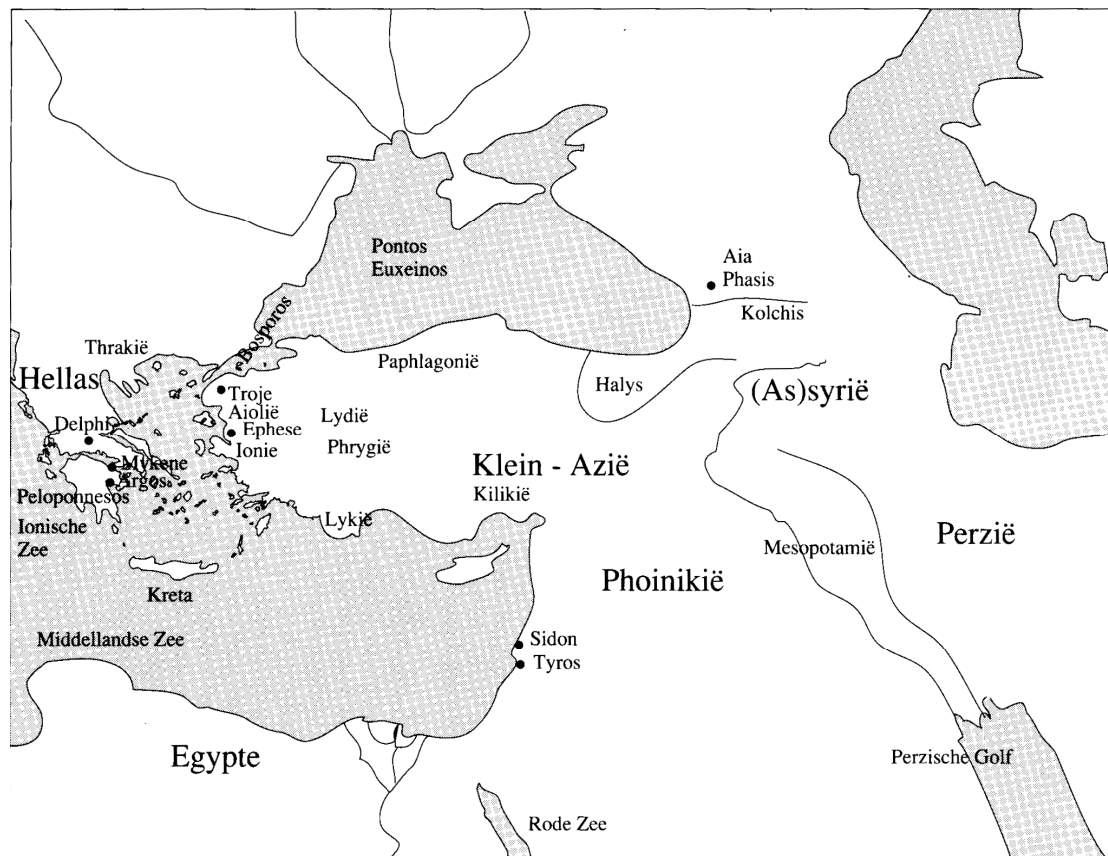 Pontos
Euxeinos
Aia
Phasis
Kolchis
Bosporos
Thrakië
Paphlagonië
Hellas
Halys
(As)syrië
Troje
Aiolië
Delphi
Ephese
Lydië
Ionie
Phrygië
Mykene
Argos
Klein - Azië
Peloponnesos
Kilikië
Ionische
Zee
Lykië
Perzië
Mesopotamië
Phoinikië
Kreta
Middellandse Zee
Sidon
Tyros
Egypte
Perzische Golf
Rode Zee